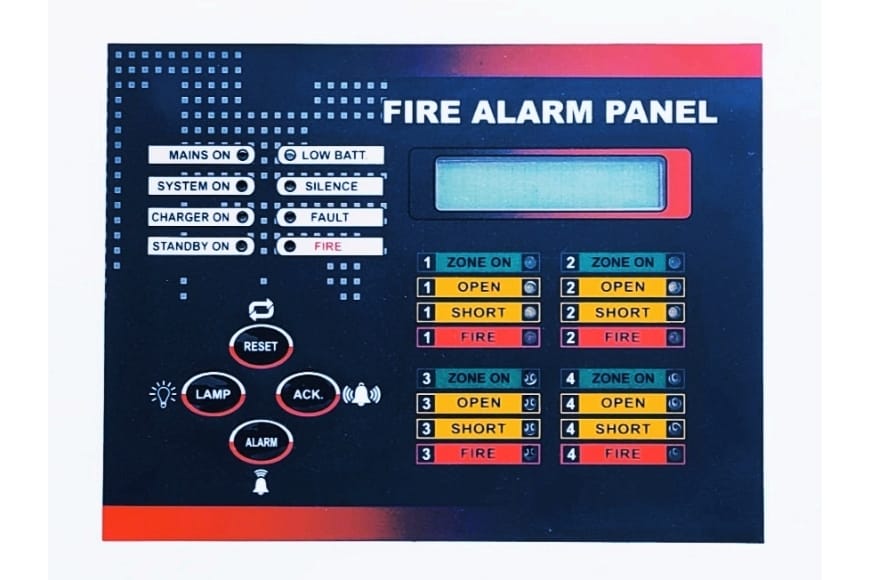 FIRE ALARM PANEL
MAINS ON
LOW BATT.
SYSTEM ON
SILENCE
CHARGER ON
FAULT
STANDBY ON
FIRE
1 ZONE ON
1 OPEN
1 SHORT
1 FIRE
2 ZONE ON
2 OPEN
2 SHORT
2 FIRE
3 ZONE ON
3 OPEN
3 SHORT
3 FIRE
4 ZONE ON
4 OPEN
4 SHORT
4 FIRE
RESET
LAMP
ACK.
ALARM